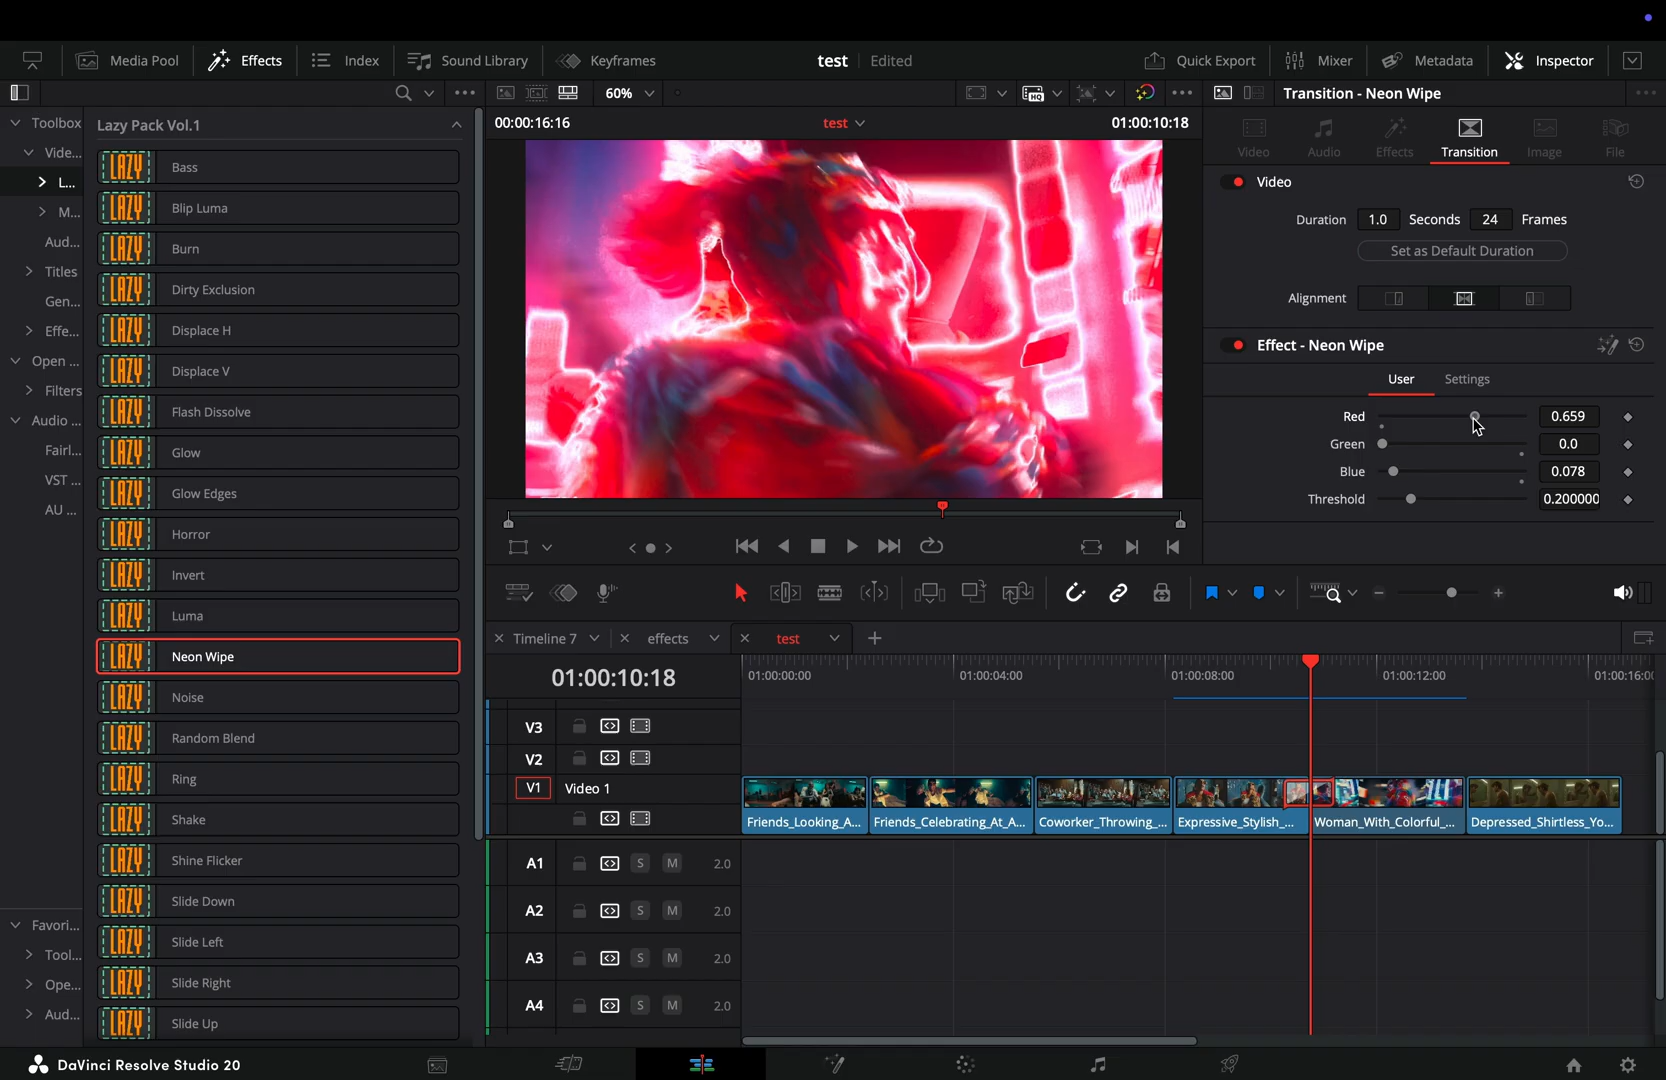 Media Pool
Effects
Index
Sound Library
Keyframes
test
Edited
Quick Export
Mixer
Metadata
Inspector
60%
HQ
Transition - Neon Wipe
Toolbox
Vide...
L...
M...
Aud...
Titles
Gen...
Effe...
Open ...
Filters
Audio ...
Fairl...
VST ...
AU ...
Favori...
Tool...
Ope...
Aud...
Lazy Pack Vol.1
LAZY Bass
LAZY Blip Luma
LAZY Burn
LAZY Dirty Exclusion
LAZY Displace H
LAZY Displace V
LAZY Flash Dissolve
LAZY Glow
LAZY Glow Edges
LAZY Horror
LAZY Invert
LAZY Luma
LAZY Neon Wipe
LAZY Noise
LAZY Random Blend
LAZY Ring
LAZY Shake
LAZY Shine Flicker
LAZY Slide Down
LAZY Slide Left
LAZY Slide Right
LAZY Slide Up
00:00:16:16
test
01:00:10:18
Video
Audio
Effects
Transition
Image
File
Video
Duration 1.0 Seconds 24 Frames
Set as Default Duration
Alignment
Effect - Neon Wipe
User
Settings
Red 0.659
Green 0.0
Blue 0.078
Threshold 0.200000
Timeline 7
effects
test
01:00:10:18
01:00:00:00
01:00:04:00
01:00:08:00
01:00:12:00
01:00:16:00
V3
V2
V1 Video 1
Friends_Looking_A...
Friends_Celebrating_At_A...
Coworker_Throwing_...
Expressive_Stylish_...
Woman_With_Colorful_...
Depressed_Shirtless_Yo...
A1 S M 2.0
A2 S M 2.0
A3 S M 2.0
A4 S M 2.0
DaVinci Resolve Studio 20